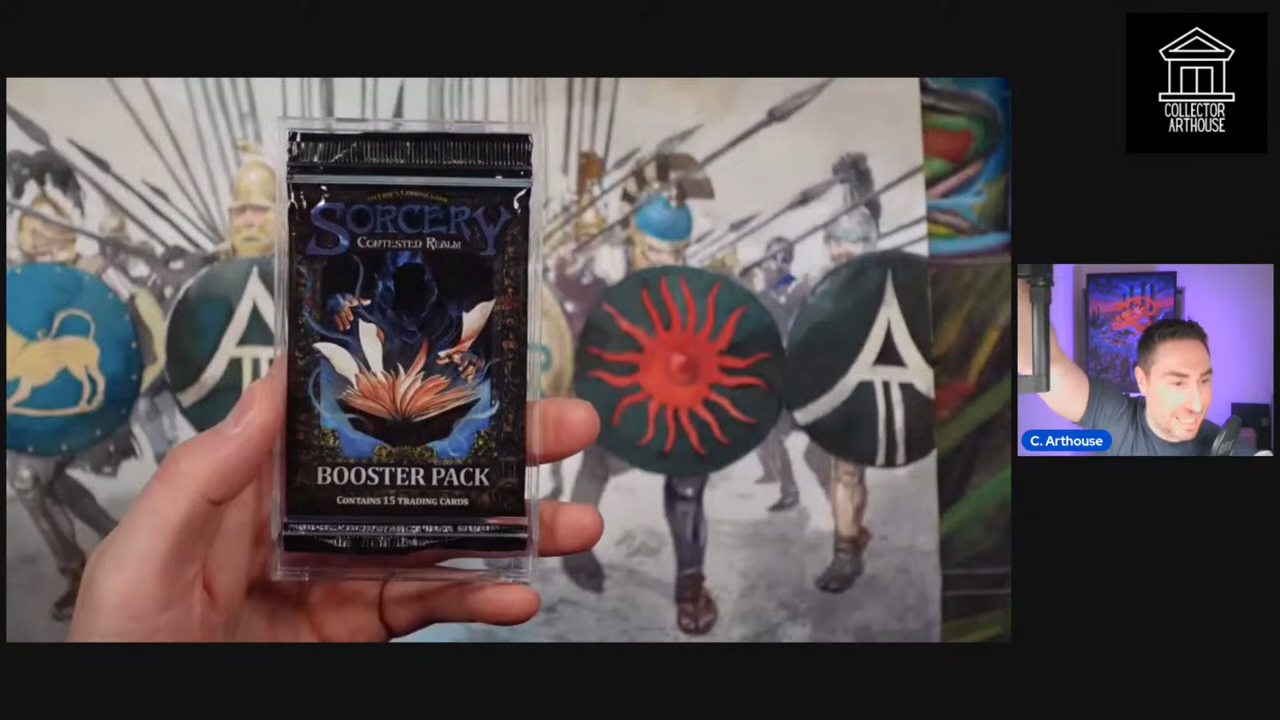 COLLECTOR
ARTHOUSE
SORCERY
CONTESTED REALM
BOOSTER PACK
CONTAINS 15 TRADING CARDS
C. Arthouse